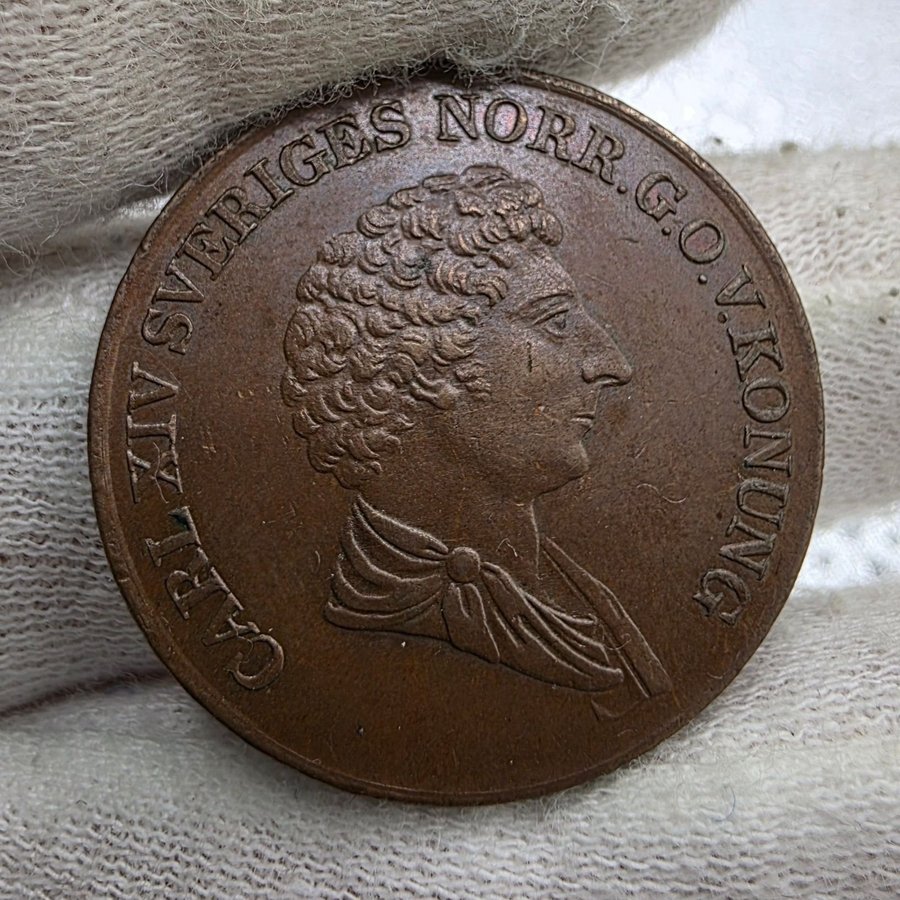 CARL XIV SVERIGES NORR. G. O. V. KONUNG